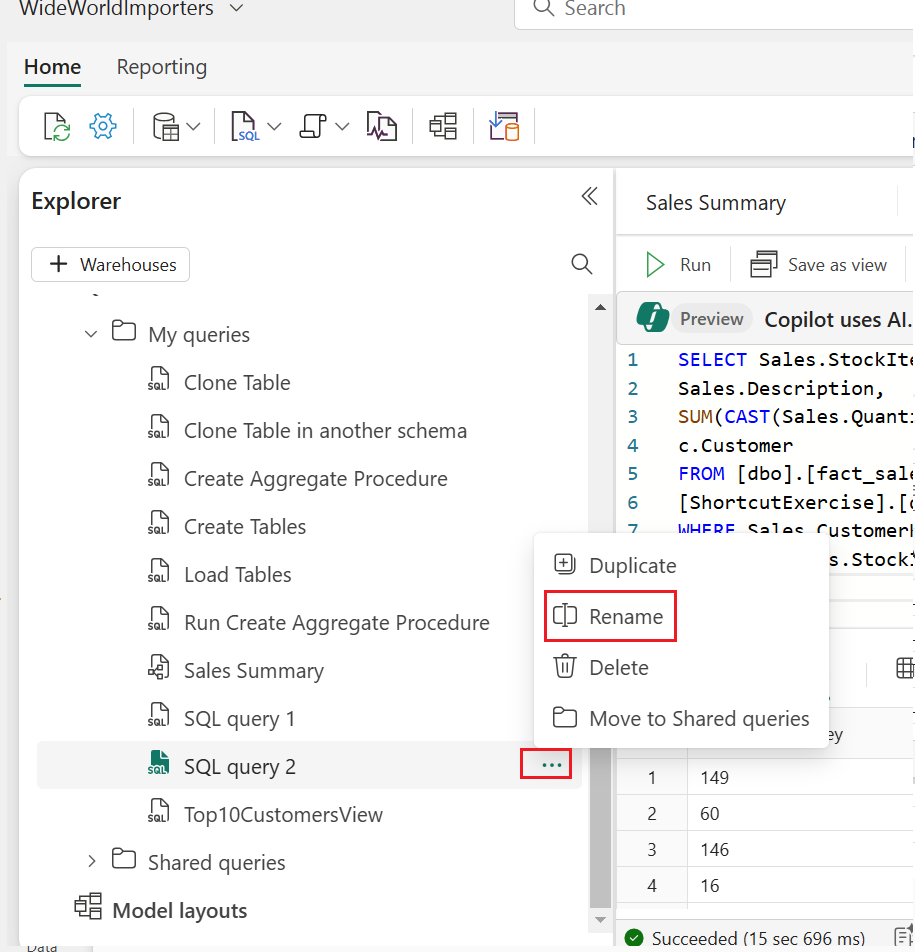 WideWorldImporters
Search
Home
Reporting
SQL
Explorer
+ Warehouses
My queries
Clone Table
Clone Table in another schema
Create Aggregate Procedure
Create Tables
Load Tables
Run Create Aggregate Procedure
Sales Summary
SQL query 1
SQL query 2
...
Top10CustomersView
Shared queries
Model layouts
Data
Sales Summary
Run
Save as view
Preview
Copilot uses AI.
1 SELECT Sales.StockIte
2 Sales.Description,
3 SUM(CAST(Sales.Quanti
4 c.Customer
5 FROM [dbo].[fact_sale
6 [ShortcutExercise].[d
7 WHERE Sales.CustomerK
s.StockI
Duplicate
Rename
Delete
Move to Shared queries
ey
1 149
2 60
3 146
4 16
Succeeded (15 sec 696 ms)